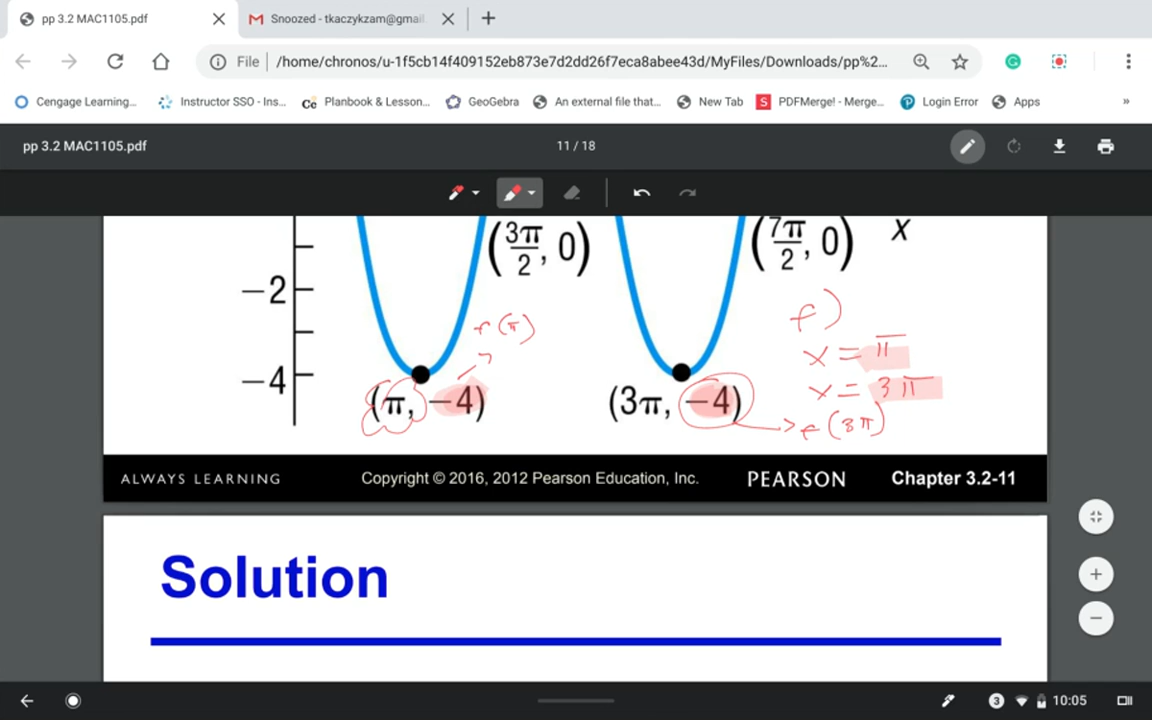 pp 3.2 MAC1105.pdf
Snoozed - tkaczykzam@gmail
File
/home/chronos/u-1f5cb14f409152eb873e7d2dd26f7eca8abee43d/MyFiles/Downloads/pp%2...
Cengage Learning...
Instructor SSO - Ins...
Planbook & Lesson...
GeoGebra
An external file that...
New Tab
PDFMerge! - Merge...
Login Error
Apps
»
pp 3.2 MAC1105.pdf
11 / 18
(3π/2, 0)
(7π/2, 0)
x
−2
−4
f(π)
f)
x = π
x = 3π
(π, −4)
(3π, −4)
f(3π)
ALWAYS LEARNING
Copyright © 2016, 2012 Pearson Education, Inc.
PEARSON
Chapter 3.2-11
Solution
3
10:05